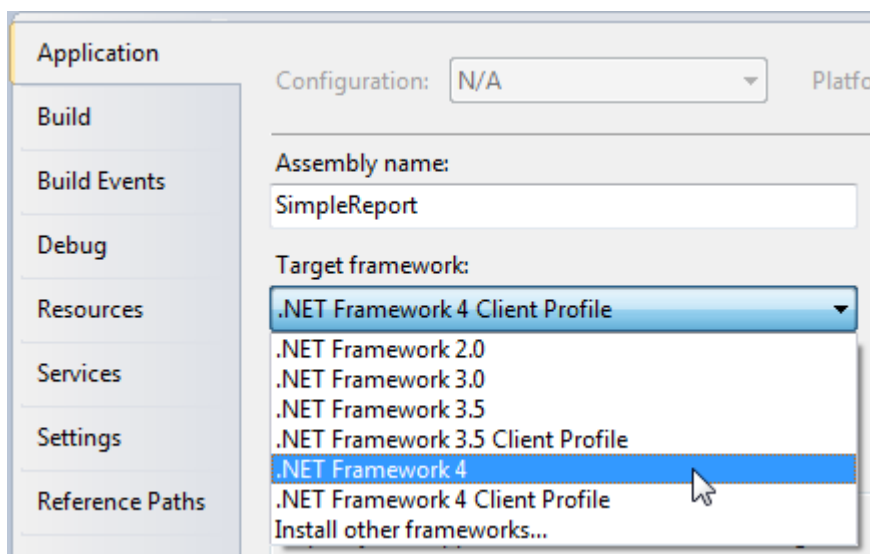 Application
Build
Build Events
Debug
Resources
Services
Settings
Reference Paths
Configuration: N/A
Assembly name:
SimpleReport
Target framework:
.NET Framework 4 Client Profile
.NET Framework 2.0
.NET Framework 3.0
.NET Framework 3.5
.NET Framework 3.5 Client Profile
.NET Framework 4
.NET Framework 4 Client Profile
Install other frameworks...